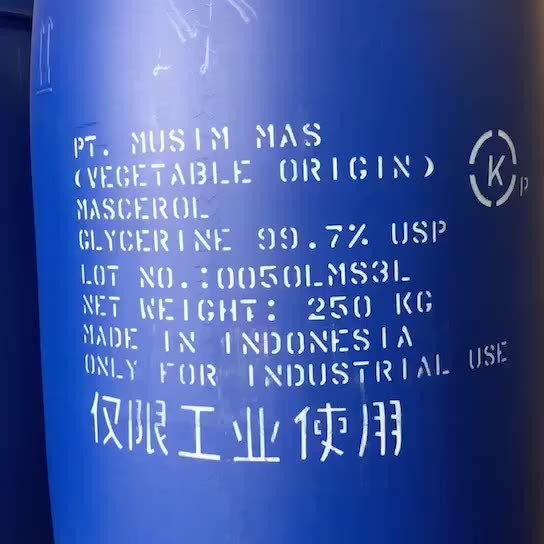 PT. MUSIM MAS
(VEGETABLE ORIGIN)
MASCEROL
GLYCERINE 99.7% USP
LOT NO.:0050LMS3L
NET WEIGHT: 250 KG
MADE IN INDONESIA
ONLY FOR INDUSTRIAL USE
仅限工业使用
K P